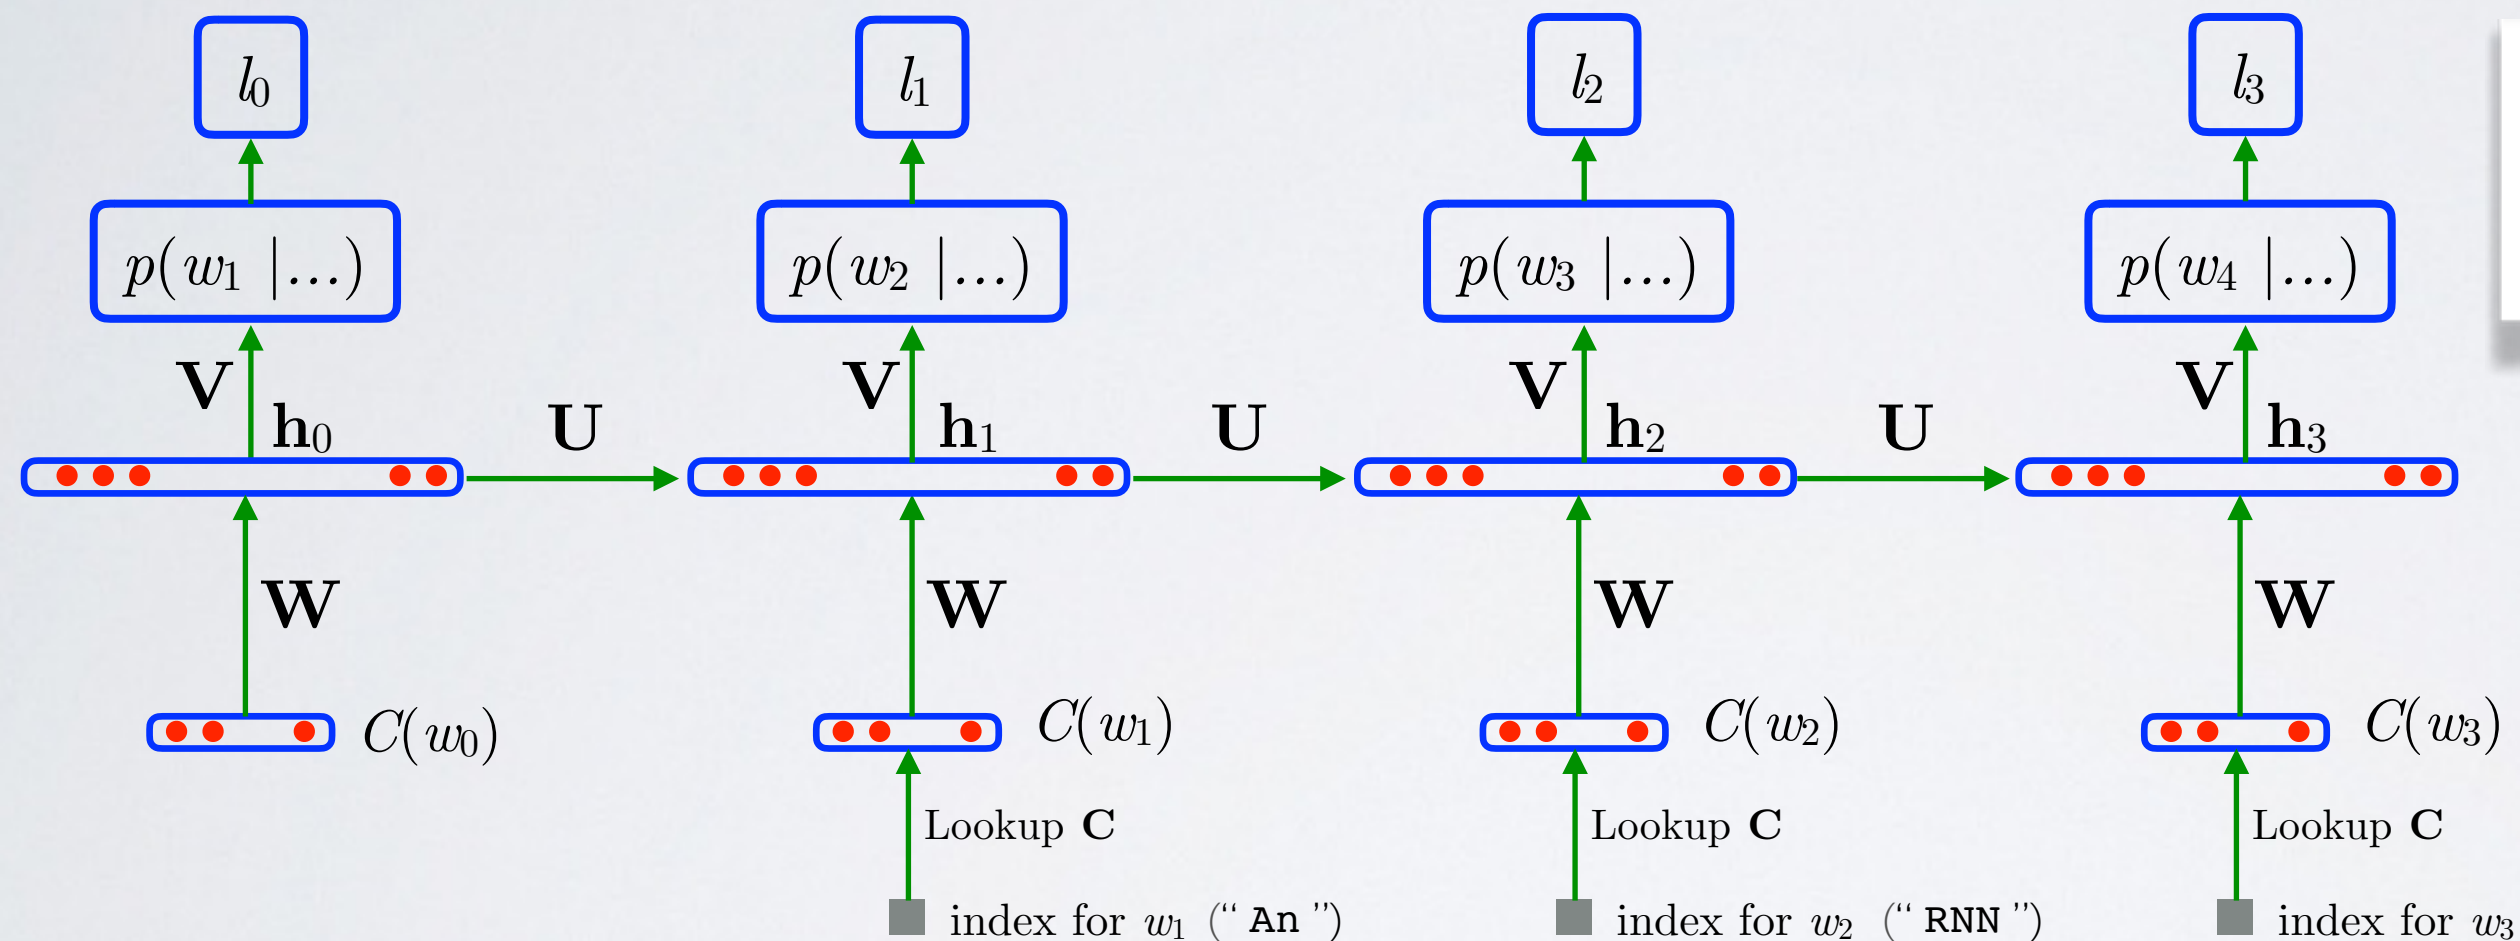 l₀ l₁ l₂ l₃
p(w₁ |...) p(w₂ |...) p(w₃ |...) p(w₄ |...)
V V V V
h₀ U h₁ U h₂ U h₃
W W W W
C(w₀) C(w₁) C(w₂) C(w₃)
Lookup C Lookup C Lookup C
index for w₁ (“ An ”) index for w₂ (“ RNN ”) index for w₃